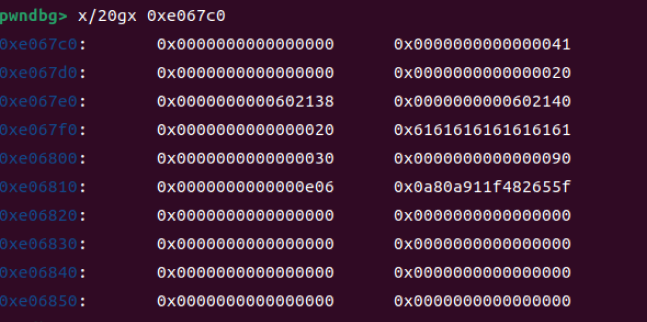 pwndbg> x/20gx 0xe067c0
0xe067c0: 0x0000000000000000 0x0000000000000041
0xe067d0: 0x0000000000000000 0x0000000000000020
0xe067e0: 0x0000000000602138 0x0000000000602140
0xe067f0: 0x0000000000000020 0x6161616161616161
0xe06800: 0x0000000000000030 0x0000000000000090
0xe06810: 0x0000000000000e06 0x0a80a911f482655f
0xe06820: 0x0000000000000000 0x0000000000000000
0xe06830: 0x0000000000000000 0x0000000000000000
0xe06840: 0x0000000000000000 0x0000000000000000
0xe06850: 0x0000000000000000 0x0000000000000000